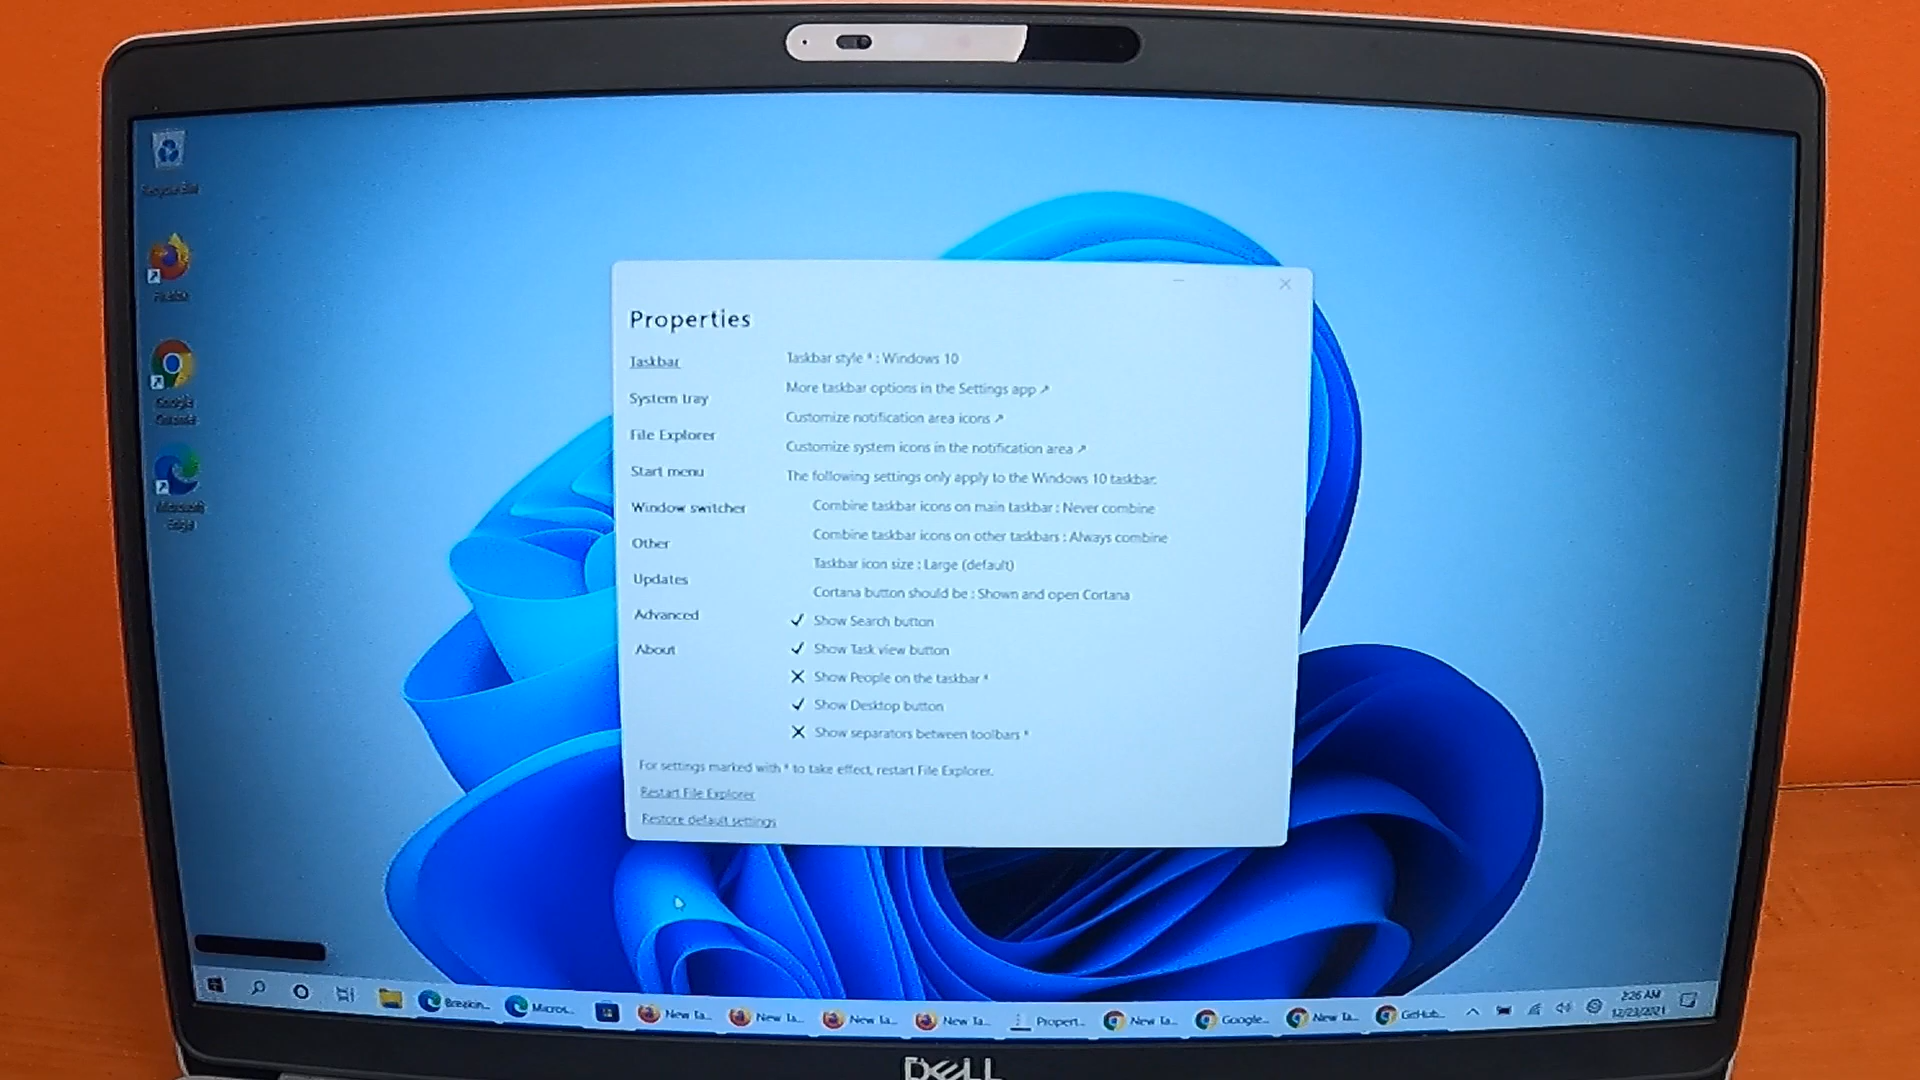 Recycle Bin
Firefox
Google
Chrome
Microsoft
Edge
Properties
Taskbar
System tray
File Explorer
Start menu
Window switcher
Other
Updates
Advanced
About
Taskbar style * : Windows 10
More taskbar options in the Settings app ↗
Customize notification area icons ↗
Customize system icons in the notification area ↗
The following settings only apply to the Windows 10 taskbar:
Combine taskbar icons on main taskbar : Never combine
Combine taskbar icons on other taskbars : Always combine
Taskbar icon size : Large (default)
Cortana button should be : Shown and open Cortana
Show Search button
Show Task view button
Show People on the taskbar *
Show Desktop button
Show separators between toolbars *
For settings marked with * to take effect, restart File Explorer.
Restart File Explorer
Restore default settings
Breakin... Micros... New Ta... New Ta... New Ta... New Ta... Propert... New Ta... Google... New Ta... GitHub...
2:26 AM
12/23/2021
DELL